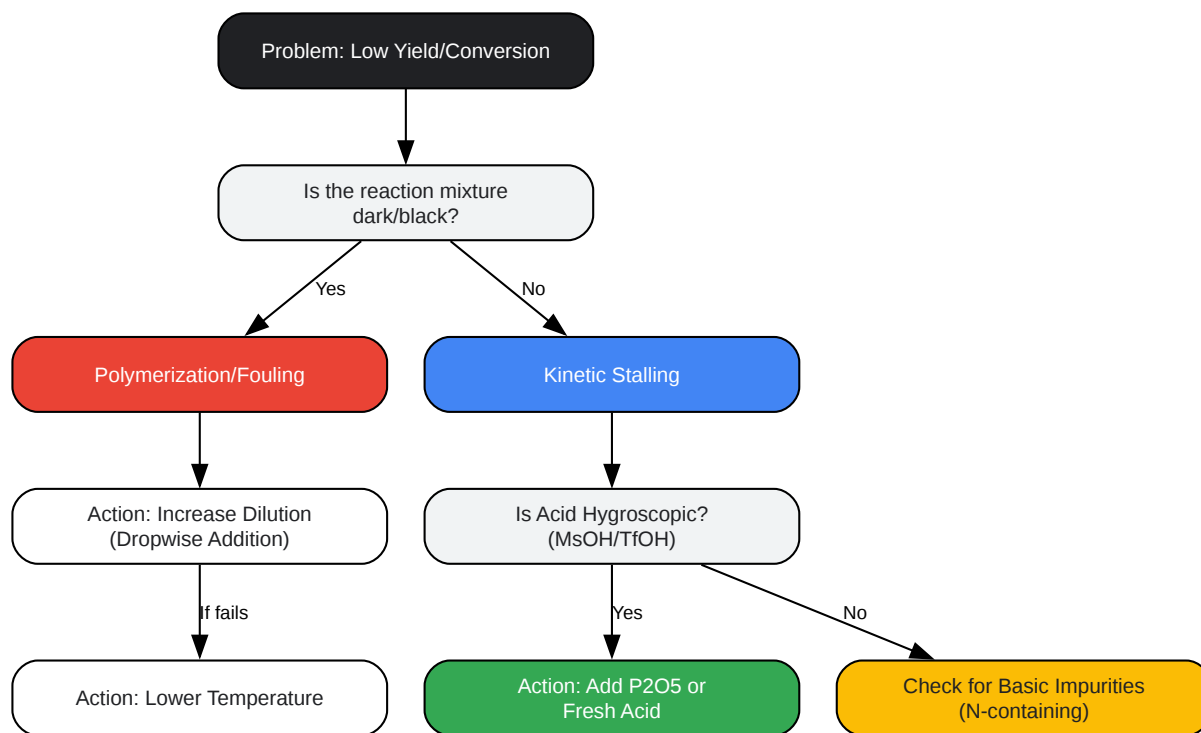 Problem: Low Yield/Conversion
Is the reaction mixture
dark/black?
Yes
No
Polymerization/Fouling
Kinetic Stalling
Action: Increase Dilution
(Dropwise Addition)
Is Acid Hygroscopic?
(MsOH/TfOH)
If fails
Yes
No
Action: Lower Temperature
Action: Add P2O5 or
Fresh Acid
Check for Basic Impurities
(N-containing)